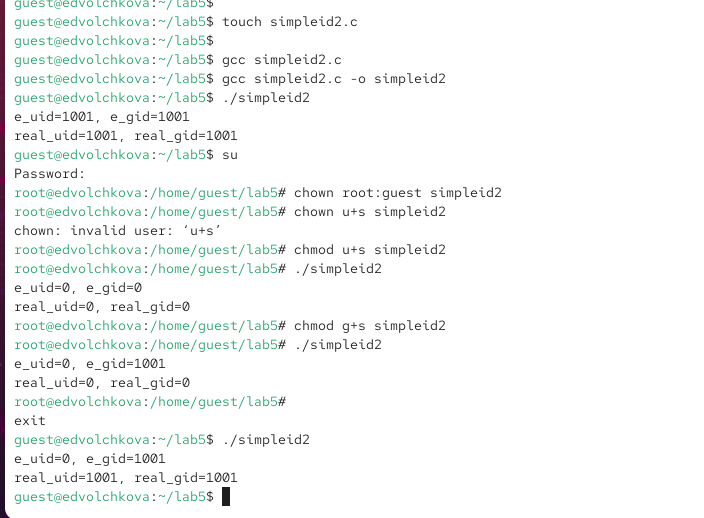 guest@edvolchkova:~/lab5$
guest@edvolchkova:~/lab5$ touch simpleid2.c
guest@edvolchkova:~/lab5$
guest@edvolchkova:~/lab5$ gcc simpleid2.c
guest@edvolchkova:~/lab5$ gcc simpleid2.c -o simpleid2
guest@edvolchkova:~/lab5$ ./simpleid2
e_uid=1001, e_gid=1001
real_uid=1001, real_gid=1001
guest@edvolchkova:~/lab5$ su
Password:
root@edvolchkova:/home/guest/lab5# chown root:guest simpleid2
root@edvolchkova:/home/guest/lab5# chown u+s simpleid2
chown: invalid user: ‘u+s’
root@edvolchkova:/home/guest/lab5# chmod u+s simpleid2
root@edvolchkova:/home/guest/lab5# ./simpleid2
e_uid=0, e_gid=0
real_uid=0, real_gid=0
root@edvolchkova:/home/guest/lab5# chmod g+s simpleid2
root@edvolchkova:/home/guest/lab5# ./simpleid2
e_uid=0, e_gid=1001
real_uid=0, real_gid=0
root@edvolchkova:/home/guest/lab5#
exit
guest@edvolchkova:~/lab5$ ./simpleid2
e_uid=0, e_gid=1001
real_uid=1001, real_gid=1001
guest@edvolchkova:~/lab5$